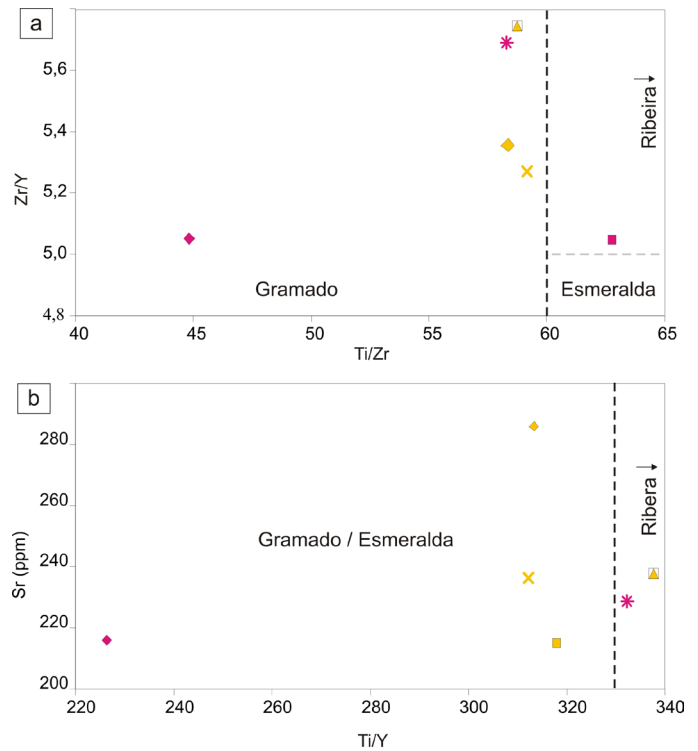 a
Zr/Y
5,6
5,4
5,2
5,0
4,8
Gramado
Esmeralda
Ribeira
40
45
50
55
60
65
Ti/Zr
b
Sr (ppm)
280
260
240
220
200
Gramado / Esmeralda
Ribera
220
240
260
280
300
320
340
Ti/Y